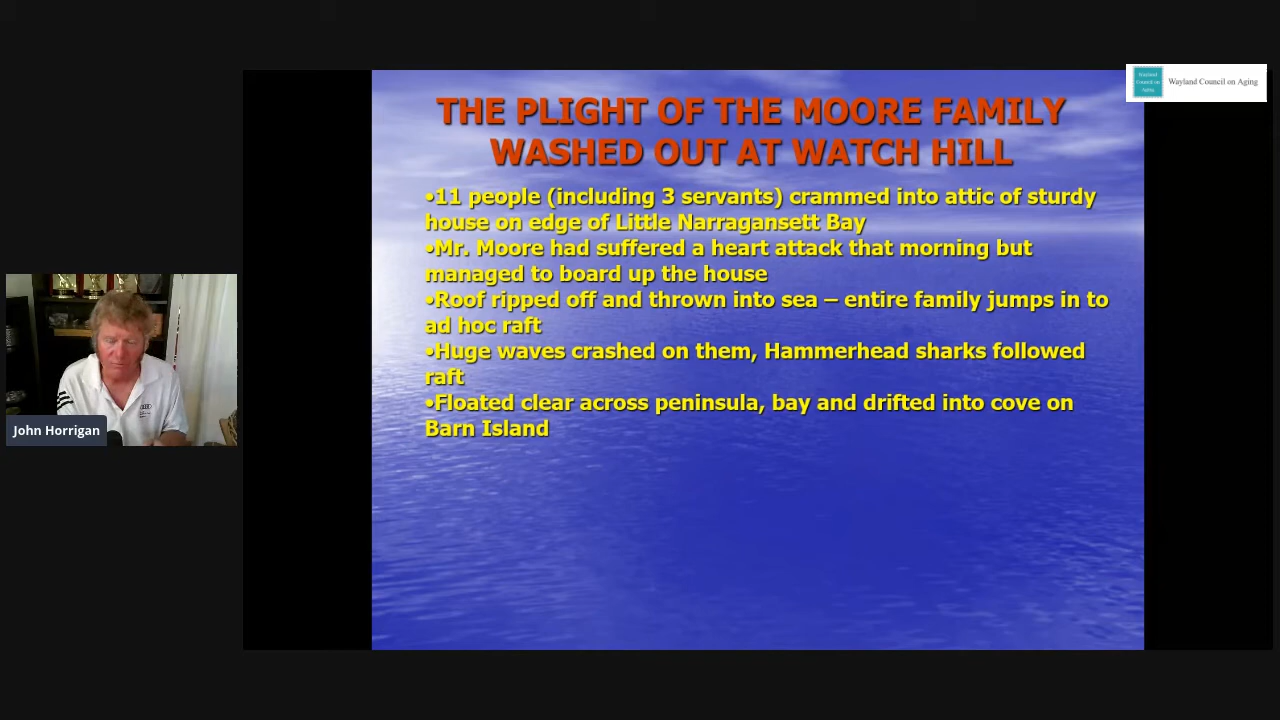 THE PLIGHT OF THE MOORE FAMILY
WASHED OUT AT WATCH HILL
•11 people (including 3 servants) crammed into attic of sturdy
house on edge of Little Narragansett Bay
•Mr. Moore had suffered a heart attack that morning but
managed to board up the house
•Roof ripped off and thrown into sea – entire family jumps in to
ad hoc raft
•Huge waves crashed on them, Hammerhead sharks followed
raft
•Floated clear across peninsula, bay and drifted into cove on
Barn Island
John Horrigan
Wayland
Council on
Aging
Wayland Council on Aging